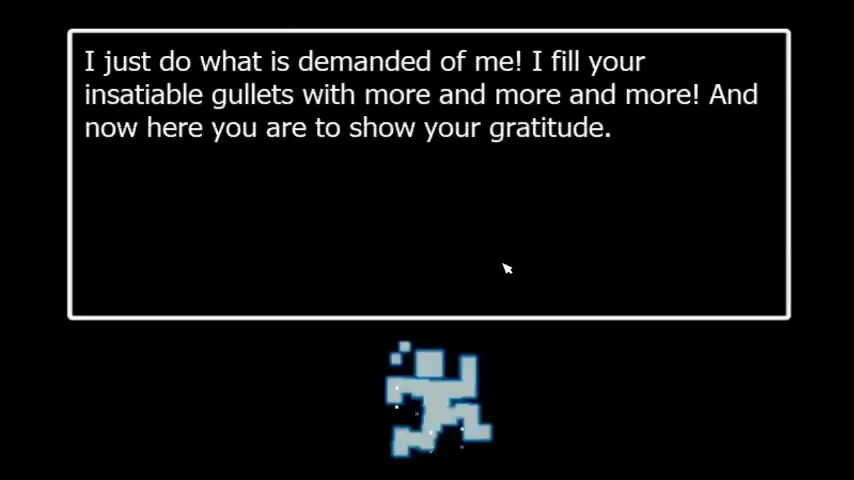 I just do what is demanded of me! I fill your
insatiable gullets with more and more and more! And
now here you are to show your gratitude.